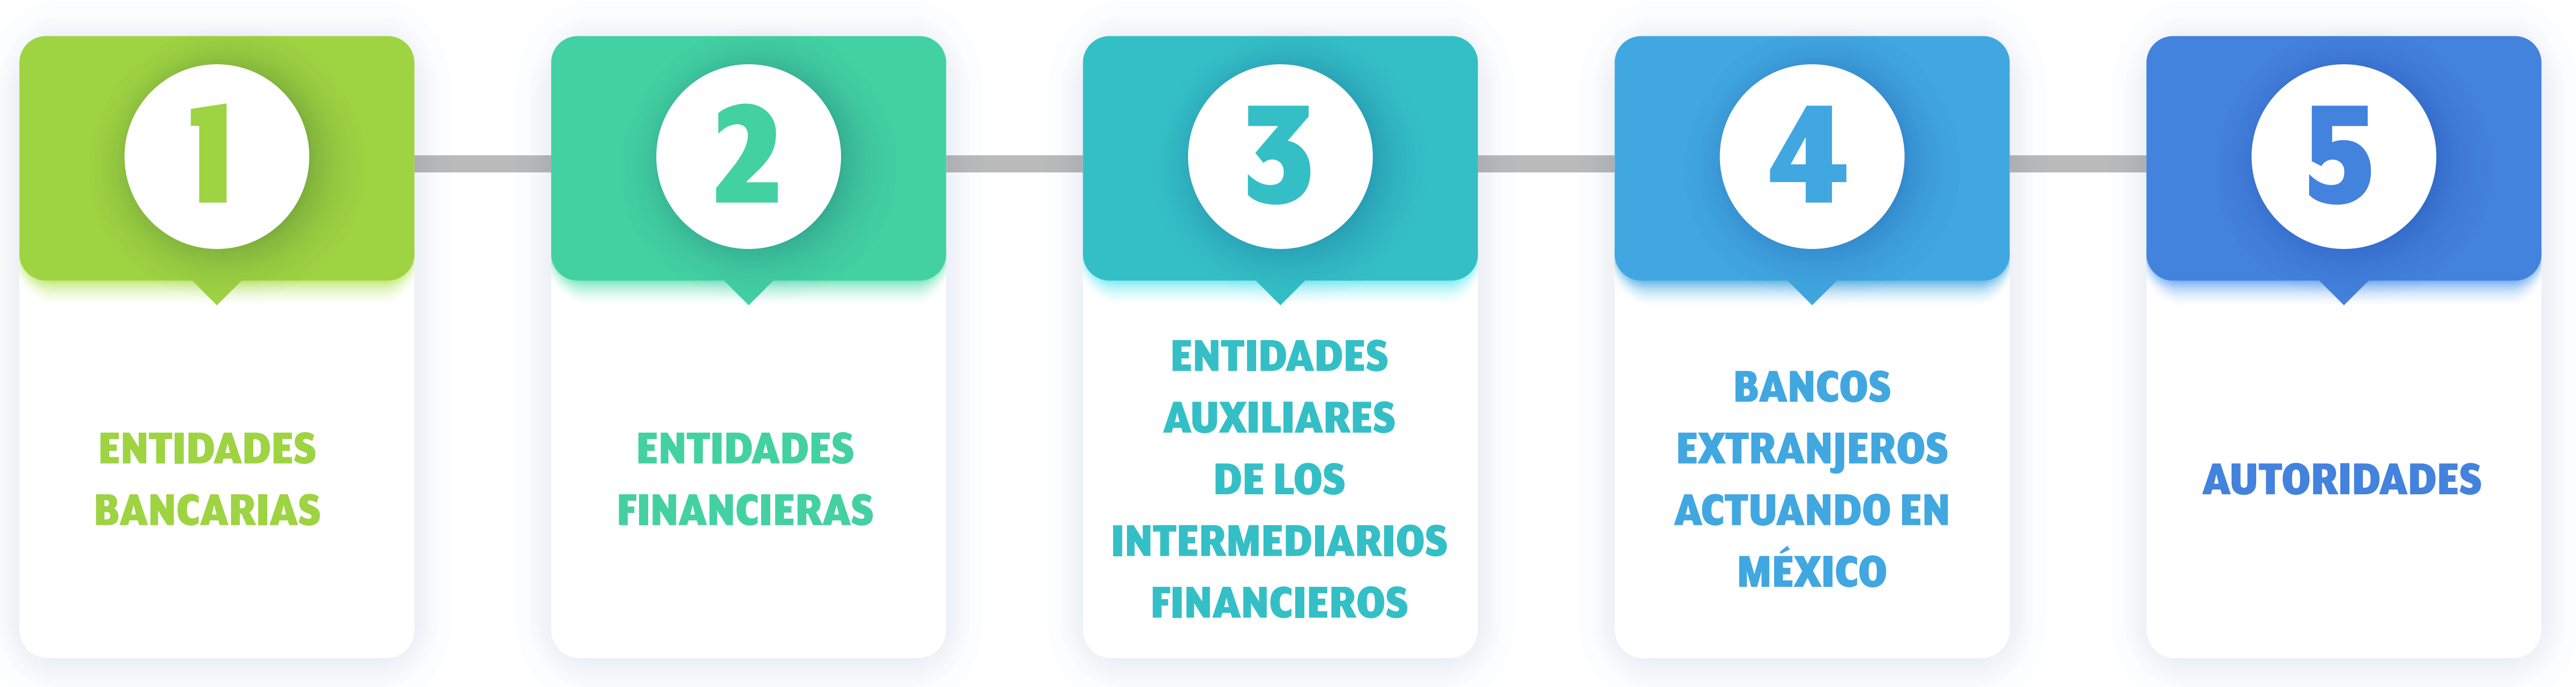 1
ENTIDADES
BANCARIAS
2
ENTIDADES
FINANCIERAS
3
ENTIDADES
AUXILIARES
DE LOS
INTERMEDIARIOS
FINANCIEROS
4
BANCOS
EXTRANJEROS
ACTUANDO EN
MÉXICO
5
AUTORIDADES